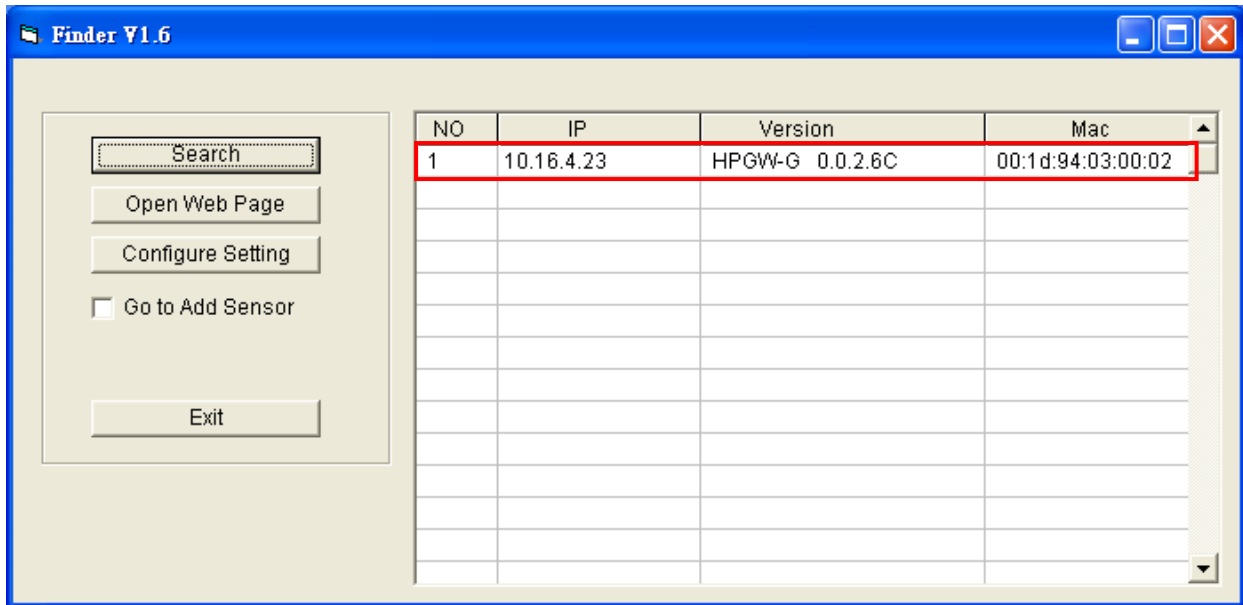 Finder V1.6
Search
Open Web Page
Configure Setting
Go to Add Sensor
Exit
NO IP Version Mac
1 10.16.4.23 HPGW-G 0.0.2.6C 00:1d:94:03:00:02